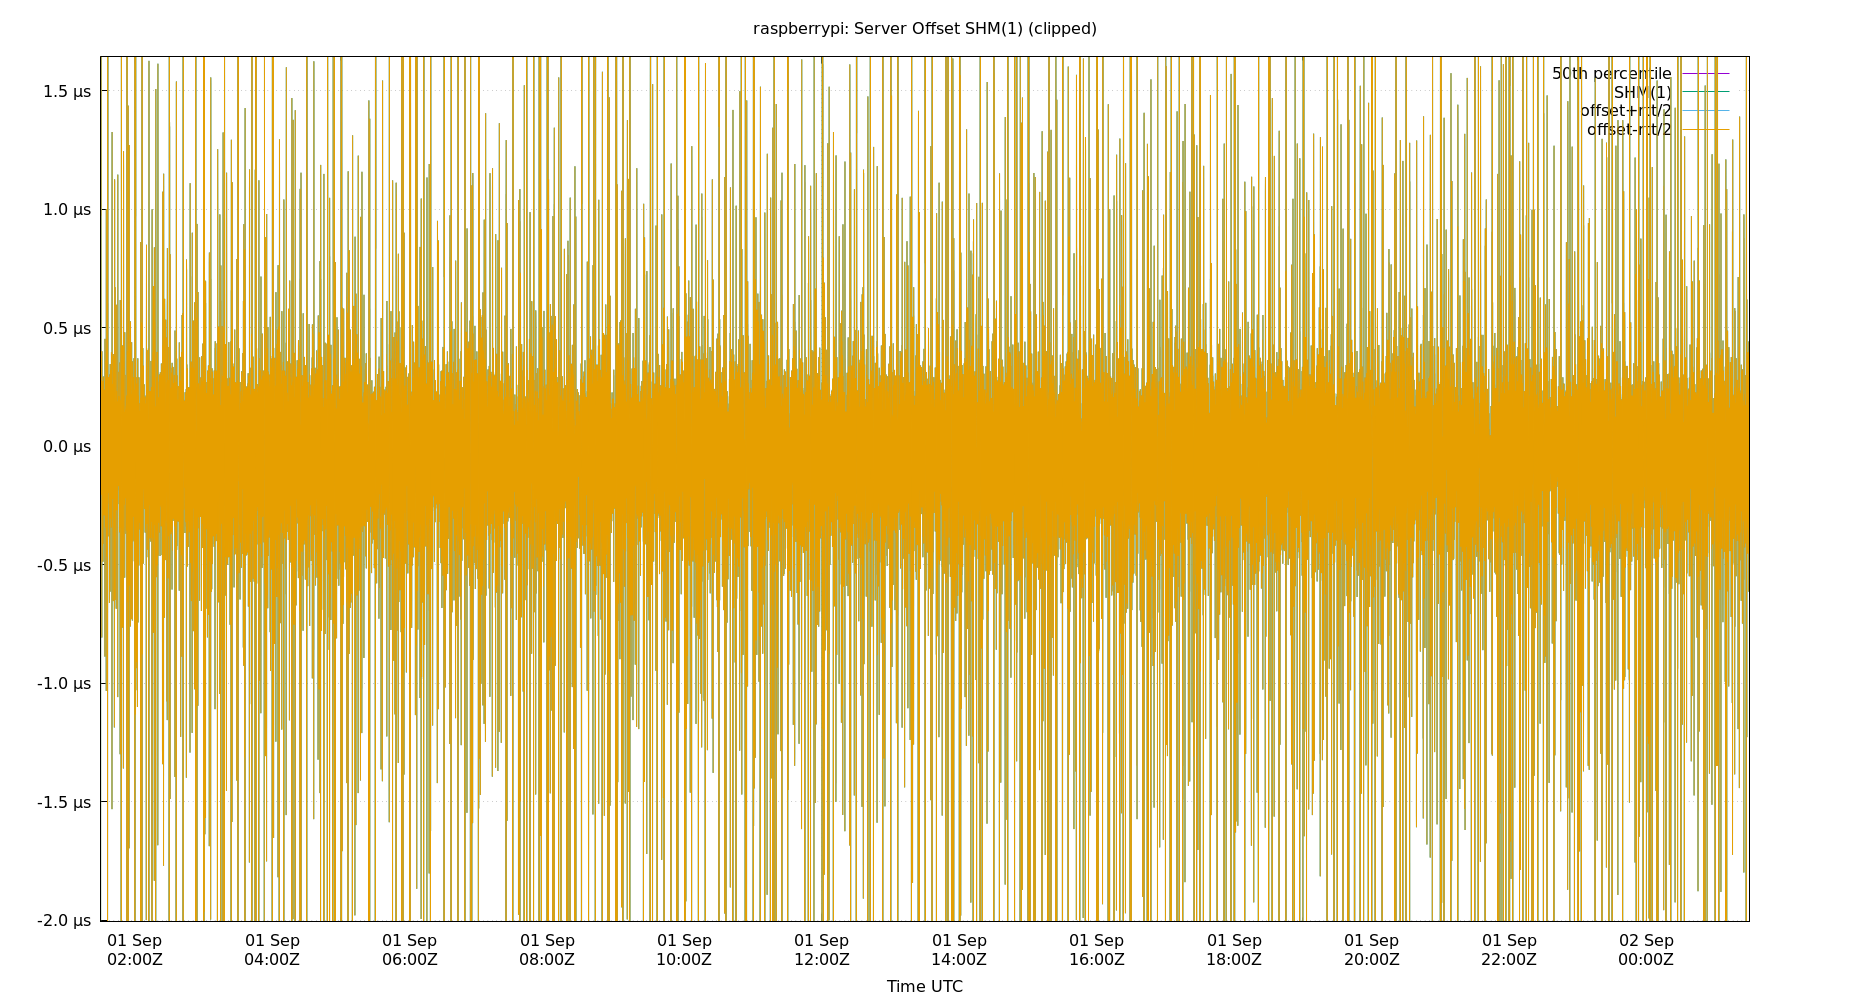 raspberrypi: Server Offset SHM(1) (clipped)
50th percentile
SHM(1)
offset+rtt/2
offset-rtt/2
1.5 µs
1.0 µs
0.5 µs
0.0 µs
-0.5 µs
-1.0 µs
-1.5 µs
-2.0 µs
01 Sep 01 Sep 01 Sep 01 Sep 01 Sep 01 Sep 01 Sep 01 Sep 01 Sep 01 Sep 01 Sep 02 Sep
02:00Z 04:00Z 06:00Z 08:00Z 10:00Z 12:00Z 14:00Z 16:00Z 18:00Z 20:00Z 22:00Z 00:00Z
Time UTC